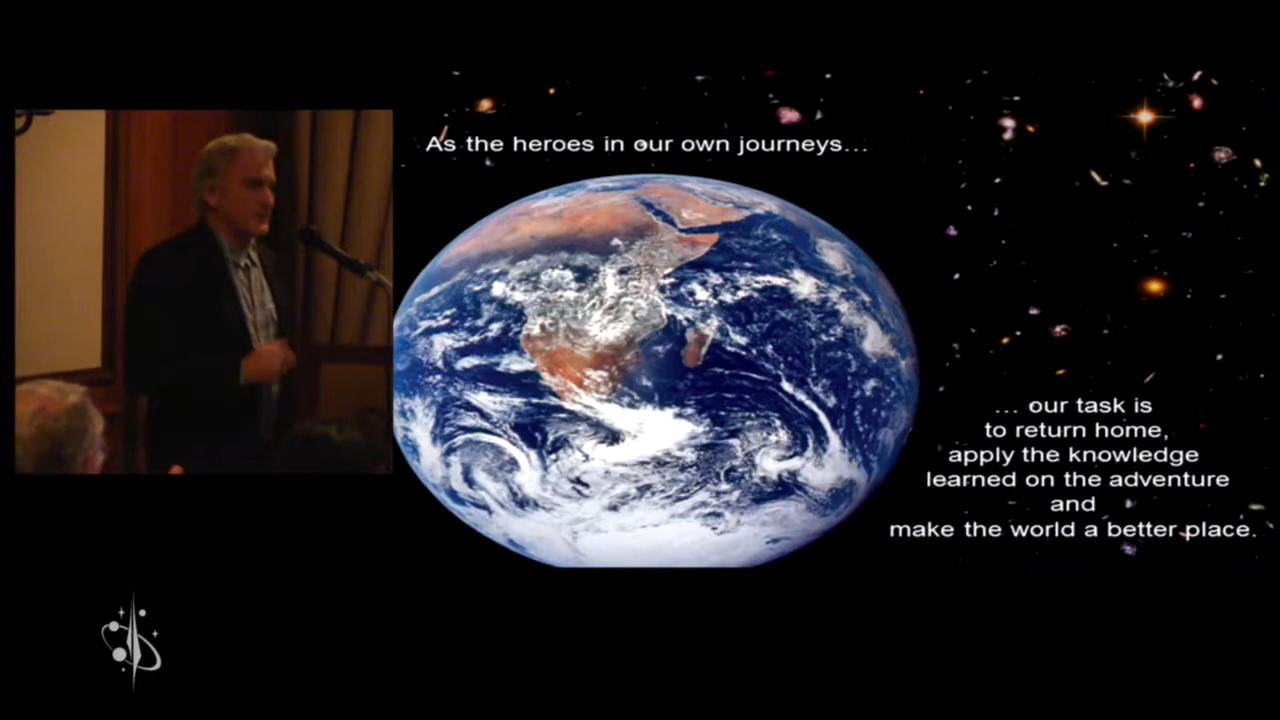 As the heroes in our own journeys...
... our task is
to return home,
apply the knowledge
learned on the adventure
and
make the world a better place.